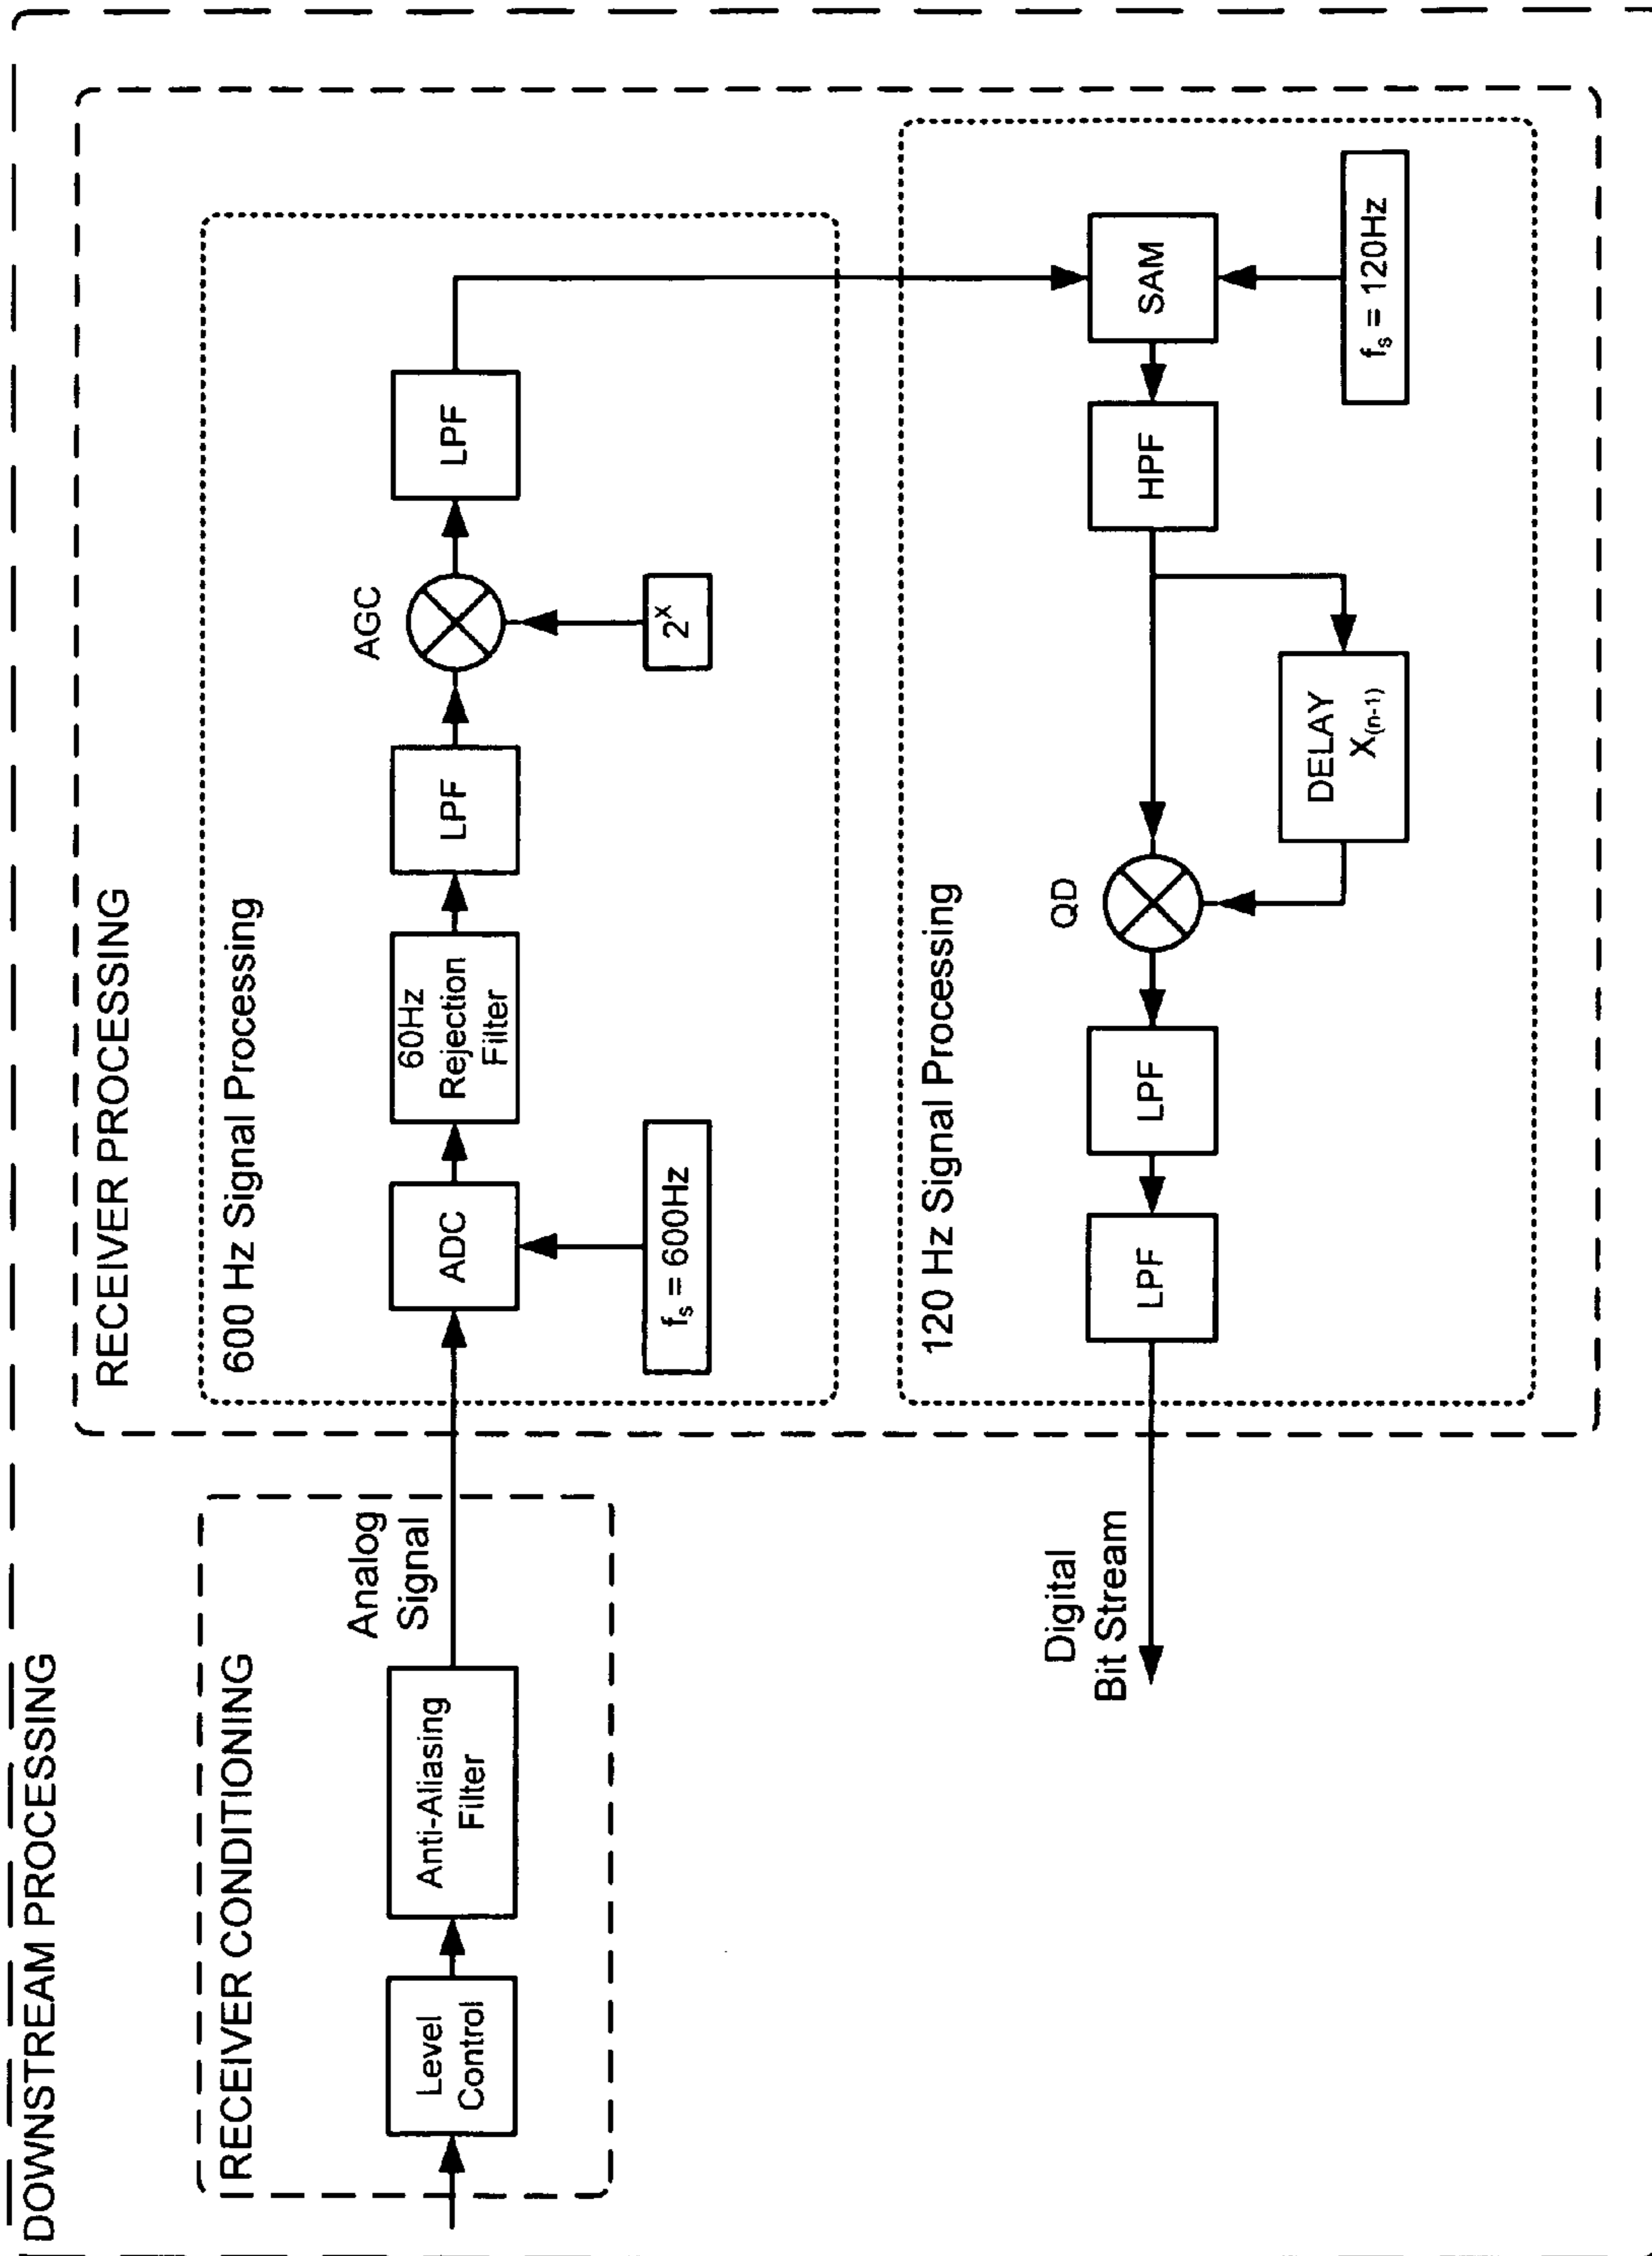 DOWNSTREAM PROCESSING
RECEIVER CONDITIONING
Level
Control
Anti-Aliasing
Filter
Analog
Signal
RECEIVER PROCESSING
600 Hz Signal Processing
ADC
f_s = 600Hz
60Hz
Rejection
Filter
LPF
AGC
2^x
LPF
120 Hz Signal Processing
SAM
f_s = 120Hz
HPF
DELAY
X_(n-1)
QD
LPF
LPF
Digital
Bit Stream